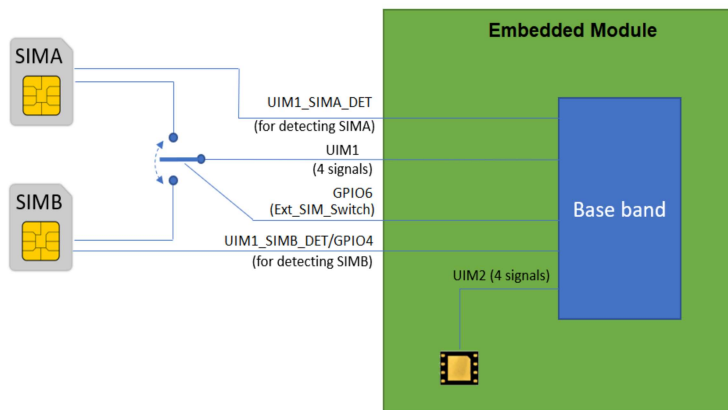 Embedded Module
SIMA
UIM1_SIMA_DET
(for detecting SIMA)
UIM1
(4 signals)
GPIO6
(Ext_SIM_Switch)
SIMB
Base band
UIM1_SIMB_DET/GPIO4
(for detecting SIMB)
UIM2 (4 signals)